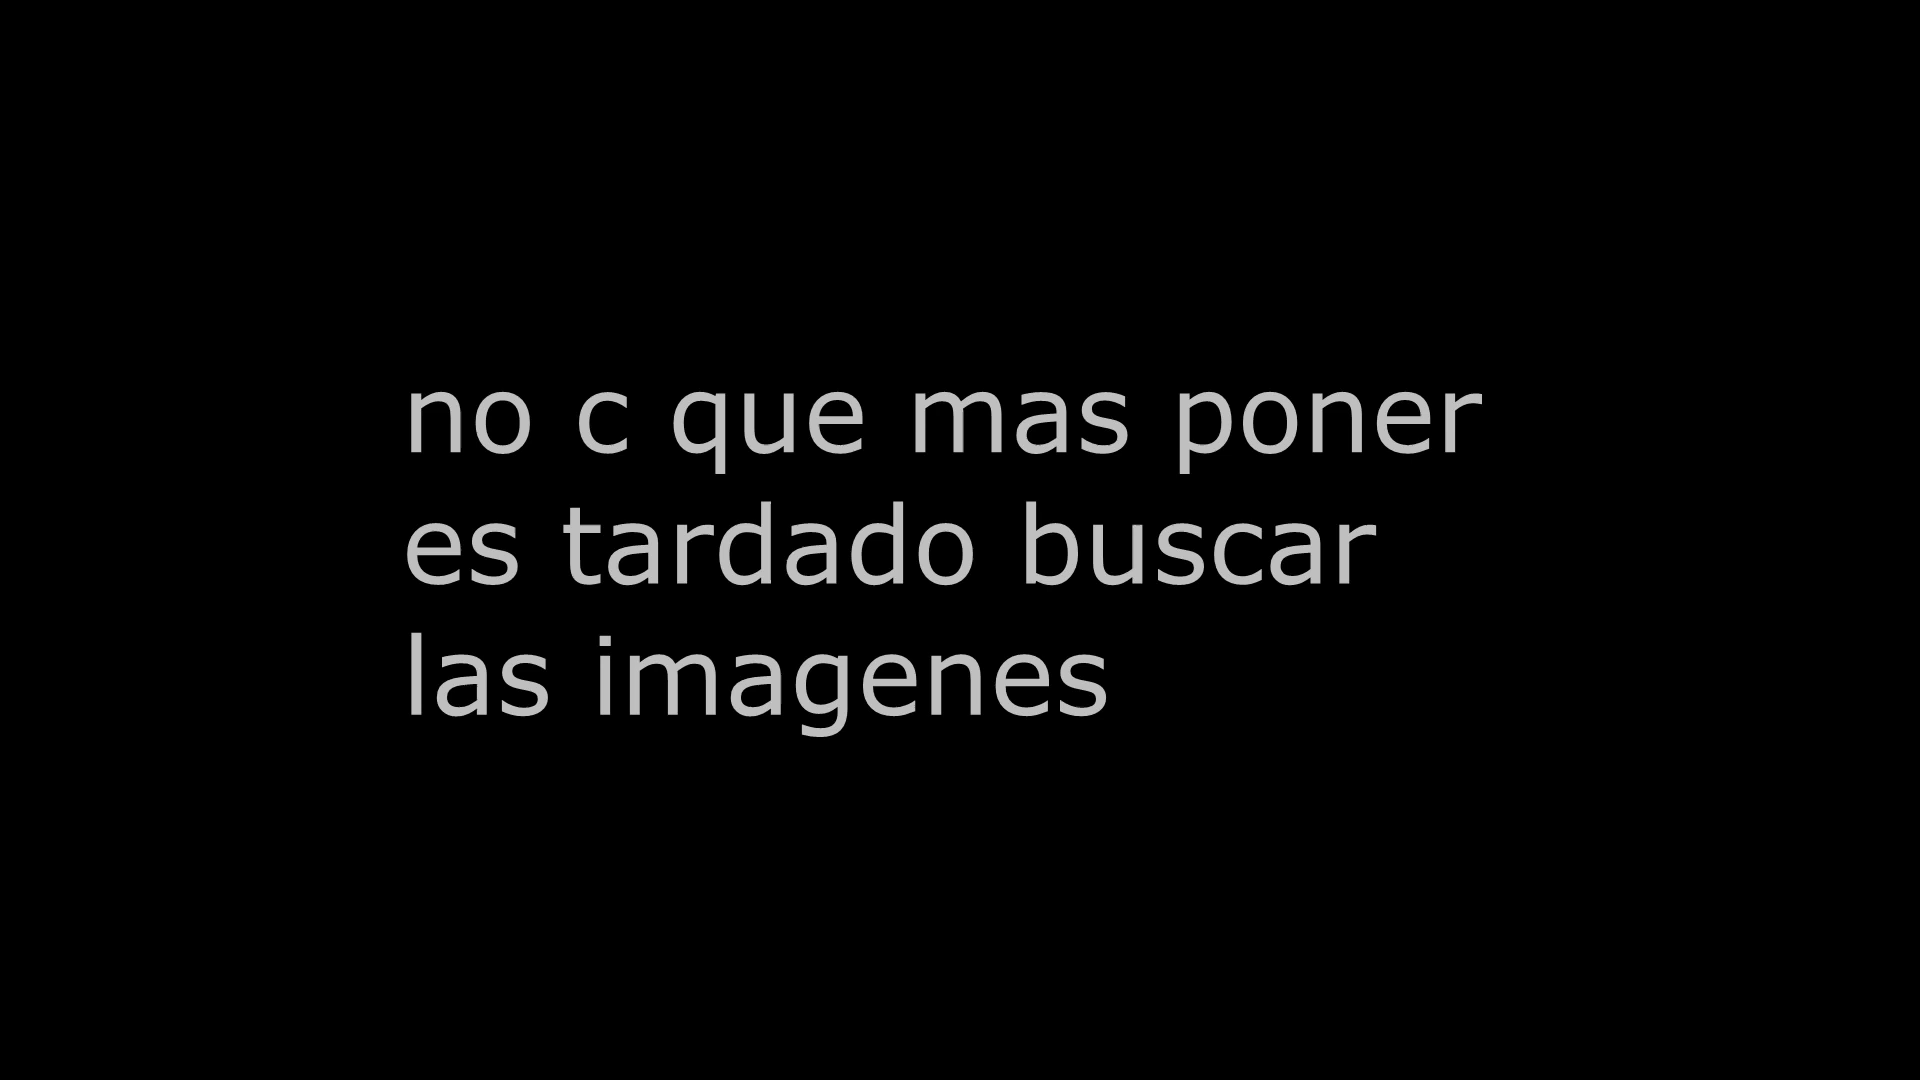 no c que mas poner
es tardado buscar
las imagenes